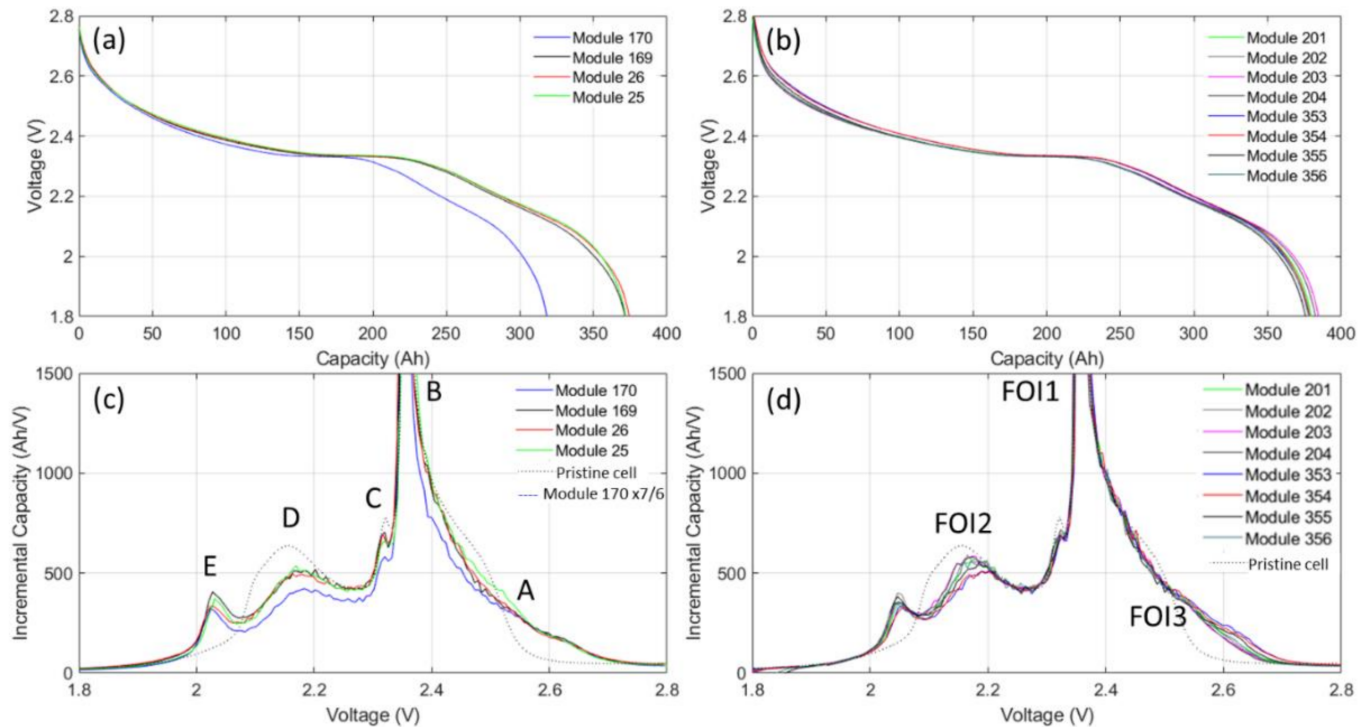 (a)
Module 170
Module 169
Module 26
Module 25
2.8
2.6
2.4
2.2
2
1.8
Voltage (V)
0 50 100 150 200 250 300 350 400
Capacity (Ah)
(b)
Module 201
Module 202
Module 203
Module 204
Module 353
Module 354
Module 355
Module 356
2.8
2.6
2.4
2.2
2
1.8
Voltage (V)
0 50 100 150 200 250 300 350 400
Capacity (Ah)
(c)
Module 170
Module 169
Module 26
Module 25
Pristine cell
Module 170 x7/6
A
B
C
D
E
1500
1000
500
0
Incremental Capacity (Ah/V)
1.8 2 2.2 2.4 2.6 2.8
Voltage (V)
(d)
FOI1
FOI2
FOI3
Module 201
Module 202
Module 203
Module 204
Module 353
Module 354
Module 355
Module 356
Pristine cell
1500
1000
500
0
Incremental Capacity (Ah/V)
1.8 2 2.2 2.4 2.6 2.8
Voltage (V)